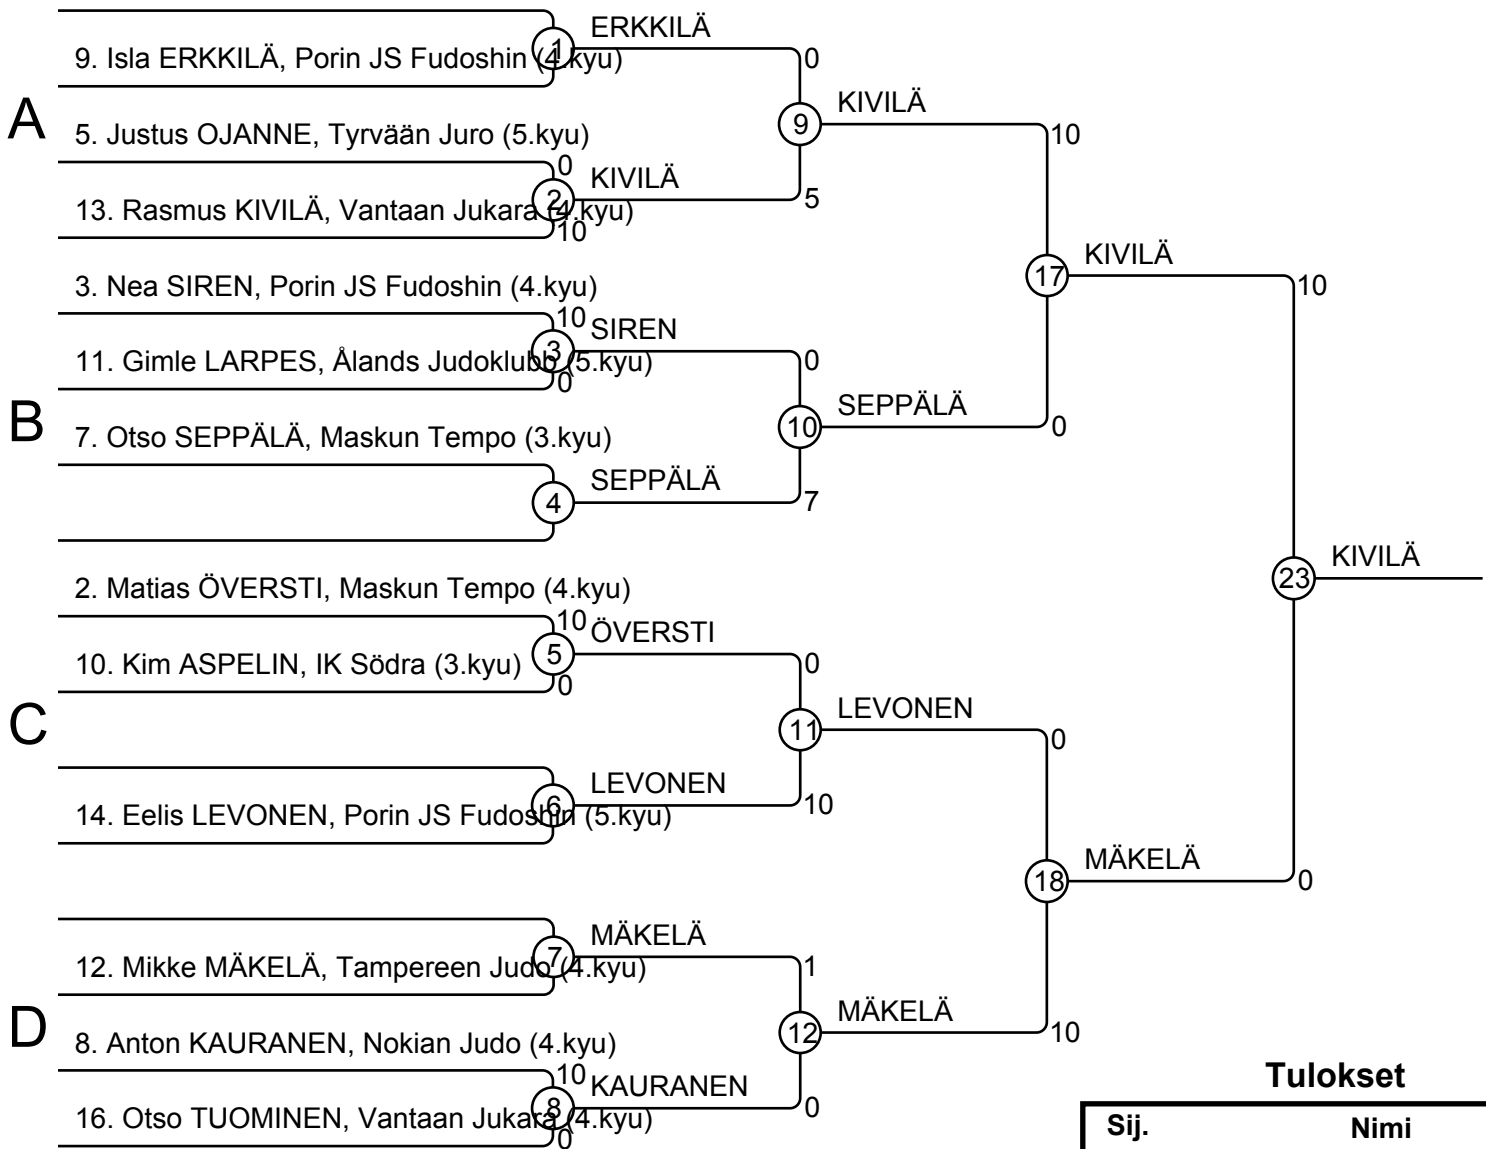 ERKKILÄ
1
0
9. Isla ERKKILÄ, Porin JS Fudoshin (4.kyu)
KIVILÄ
A
9
10
5. Justus OJANNE, Tyrvään Juro (5.kyu)
0
KIVILÄ
2
5
13. Rasmus KIVILÄ, Vantaan Jukara (4.kyu)
10
KIVILÄ
17
10
3. Nea SIREN, Porin JS Fudoshin (4.kyu)
10
SIREN
3
0
11. Gimle LARPES, Ålands Judoklubb (5.kyu)
0
SEPPÄLÄ
B
10
0
7. Otso SEPPÄLÄ, Maskun Tempo (3.kyu)
SEPPÄLÄ
4
7
KIVILÄ
23
2. Matias ÖVERSTI, Maskun Tempo (4.kyu)
10
ÖVERSTI
5
0
10. Kim ASPELIN, IK Södra (3.kyu)
0
LEVONEN
C
11
0
LEVONEN
6
10
14. Eelis LEVONEN, Porin JS Fudoshin (5.kyu)
MÄKELÄ
18
0
MÄKELÄ
7
1
12. Mikke MÄKELÄ, Tampereen Judo (4.kyu)
MÄKELÄ
D
12
10
8. Anton KAURANEN, Nokian Judo (4.kyu)
10
KAURANEN
8
0
16. Otso TUOMINEN, Vantaan Jukara (4.kyu)
0
Tulokset
Sij. Nimi